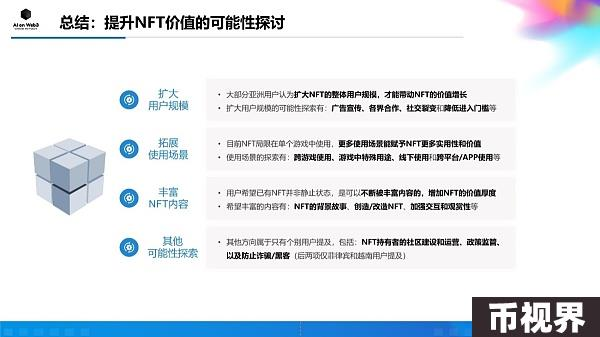 AI on Web3
总结：提升NFT价值的可能性探讨
扩大
用户规模
• 大部分亚洲用户认为扩大NFT的整体用户规模，才能带动NFT的价值增长
• 扩大用户规模的可能性探索有：广告宣传、各界合作、社交裂变和降低进入门槛等
拓展
使用场景
• 目前NFT局限在单个游戏中使用，更多使用场景能赋予NFT更多实用性和价值
• 使用场景的探索有：跨游戏使用、游戏中特殊用途、线下使用和跨平台/APP使用等
丰富
NFT内容
• 用户希望已有NFT并非静止状态，是可以不断被丰富内容的，增加NFT的价值厚度
• 希望丰富的内容有：NFT的背景故事、创造/改造NFT、加强交互和观赏性等
其他
可能性探索
• 其他方向属于只有个别用户提及，包括：NFT持有者的社区建设和运营、政策监管、
以及防止诈骗/黑客（后两项仅菲律宾和越南用户提及）
币视界